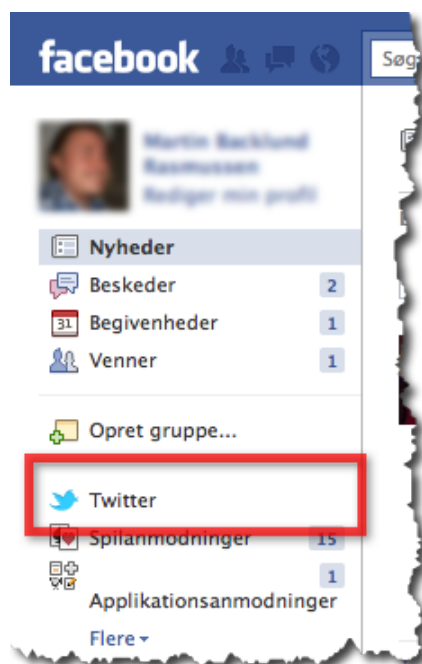 facebook
Søg
Nyheder
Beskeder 2
31 Begivenheder 1
Venner 1
Opret gruppe...
Twitter
Spilanmodninger 15
1
Applikationsanmodninger
Flere